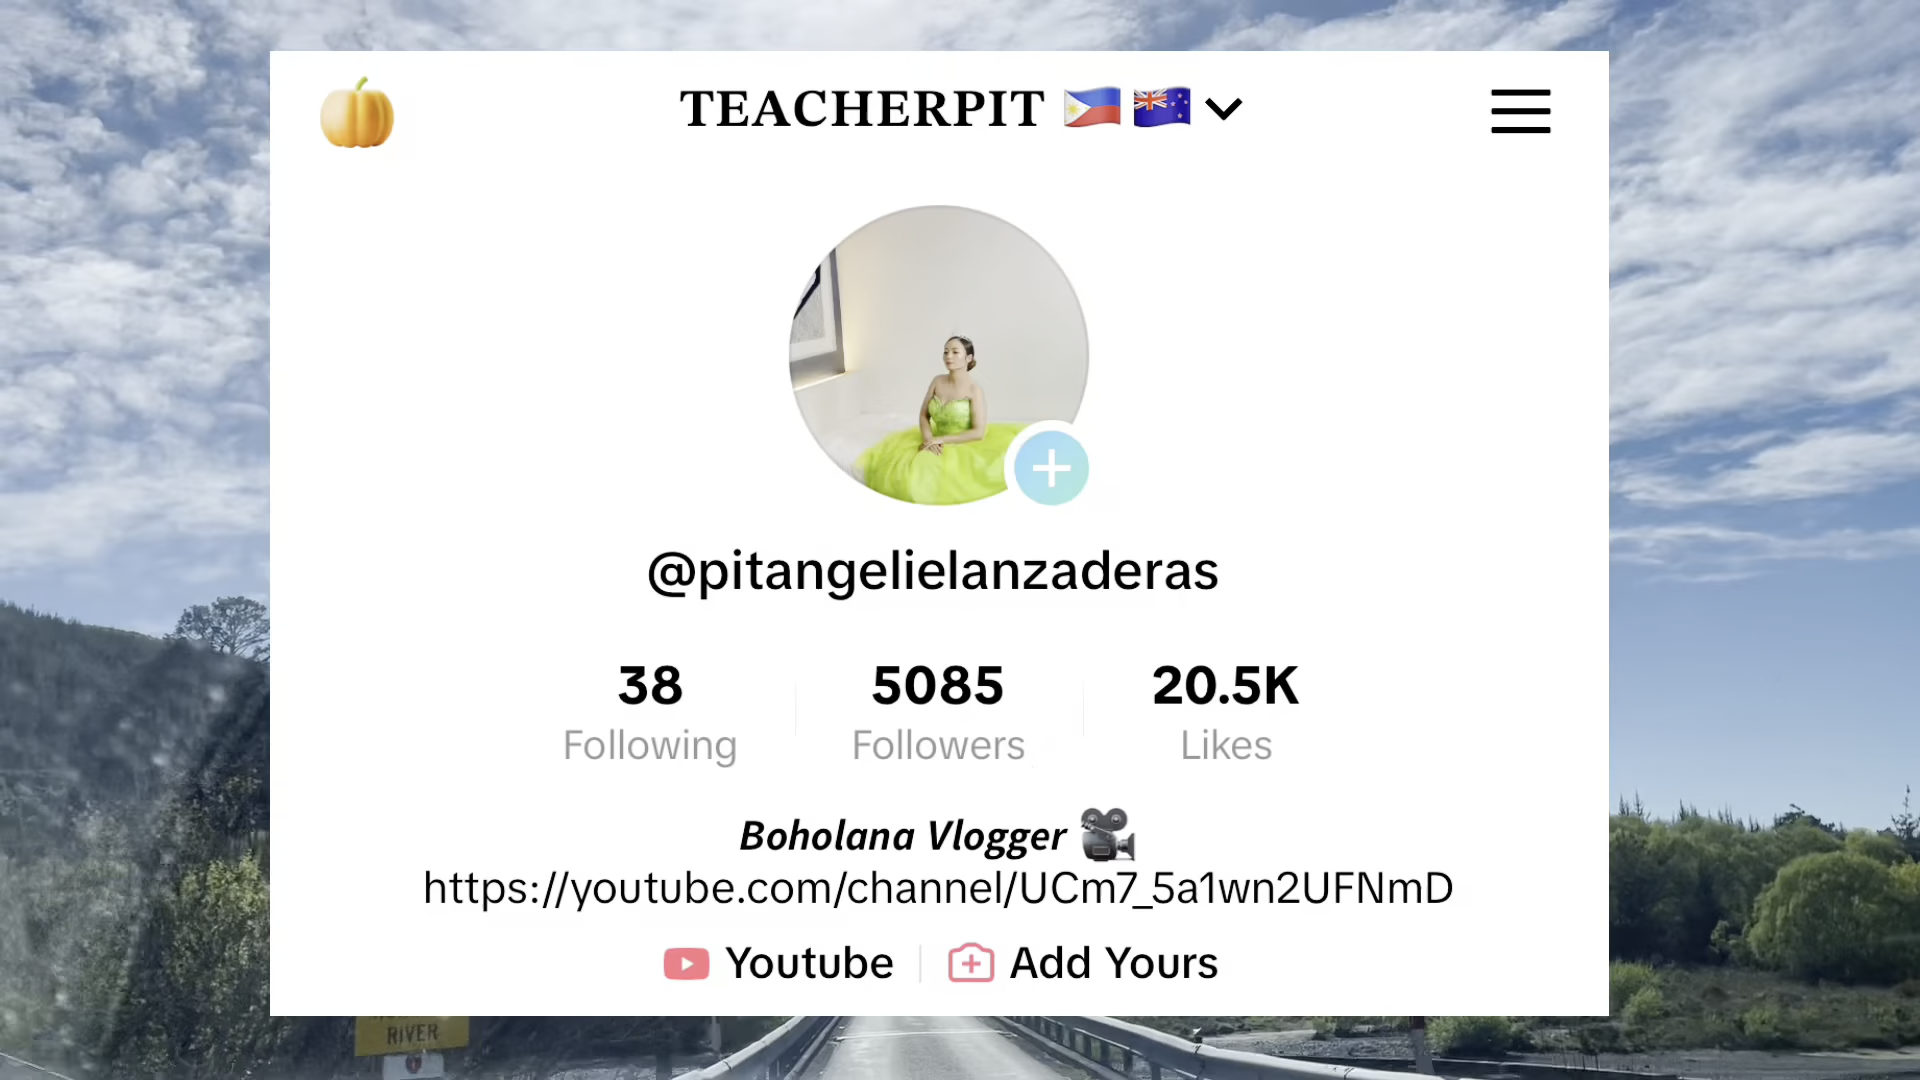 TEACHERPIT 🇵🇭 🇳🇿
@pitangelielanzaderas
38 5085 20.5K
Following Followers Likes
Boholana Vlogger 🎥
https://youtube.com/channel/UCm7_5a1wn2UFNmD
Youtube Add Yours
RIVER